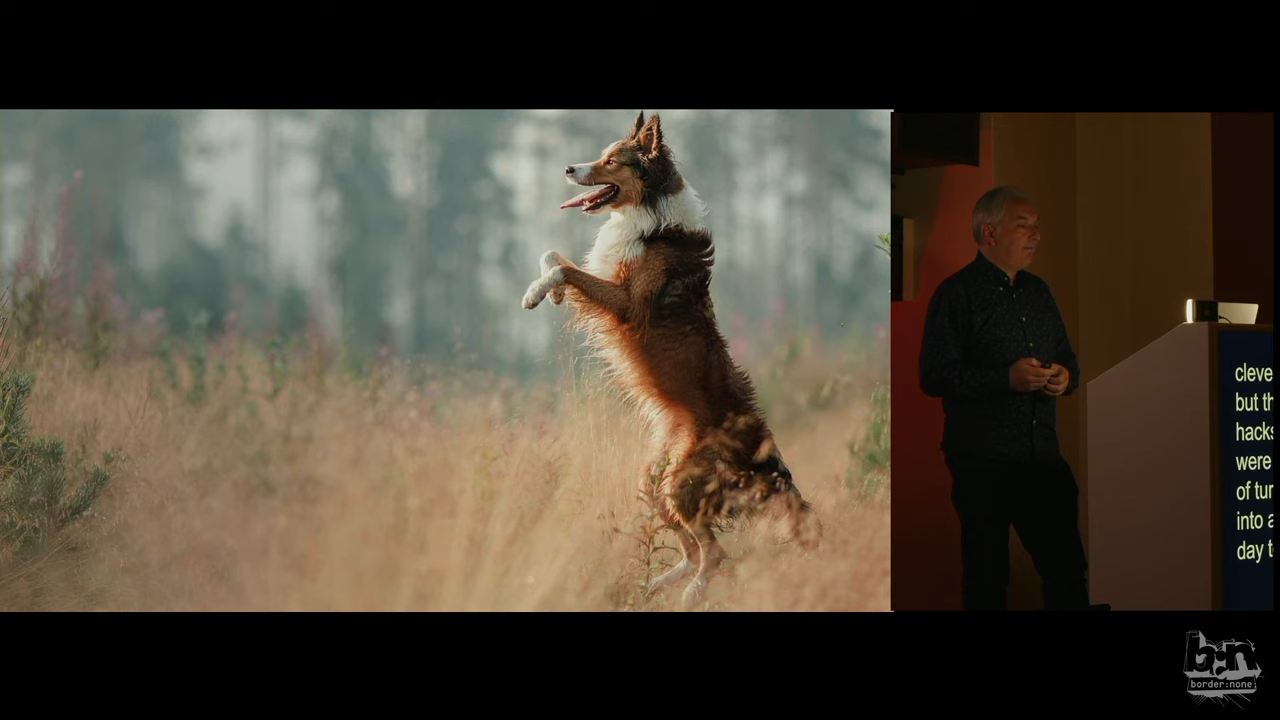 cleve
but th
hacks
were
of tur
into a
day t
b:n
border:none